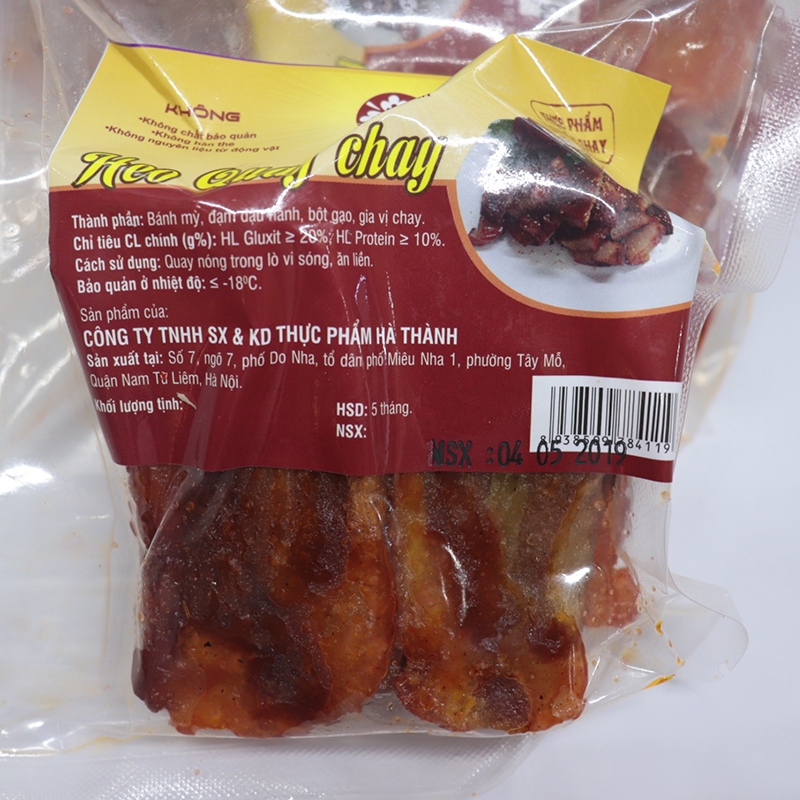 KHÔNG
•Không chất bảo quản
•Không hàn the
•Không nguyên liệu từ động vật
Heo quay chay
THỰC PHẨM
CHAY
Thành phần: Bánh mỳ, đạm đậu nành, bột gạo, gia vị chay.
Chỉ tiêu CL chính (g%): HL Gluxit ≥ 20%; HL Protein ≥ 10%.
Cách sử dụng: Quay nóng trong lò vi sóng, ăn liền.
Bảo quản ở nhiệt độ: ≤ -18⁰C.
Sản phẩm của:
CÔNG TY TNHH SX & KD THỰC PHẨM HÀ THÀNH
Sản xuất tại: Số 7, ngõ 7, phố Do Nha, tổ dân phố Miêu Nha 1, phường Tây Mỗ,
Quận Nam Từ Liêm, Hà Nội.
Khối lượng tịnh:
HSD: 5 tháng.
NSX:
NSX :04 05 2019